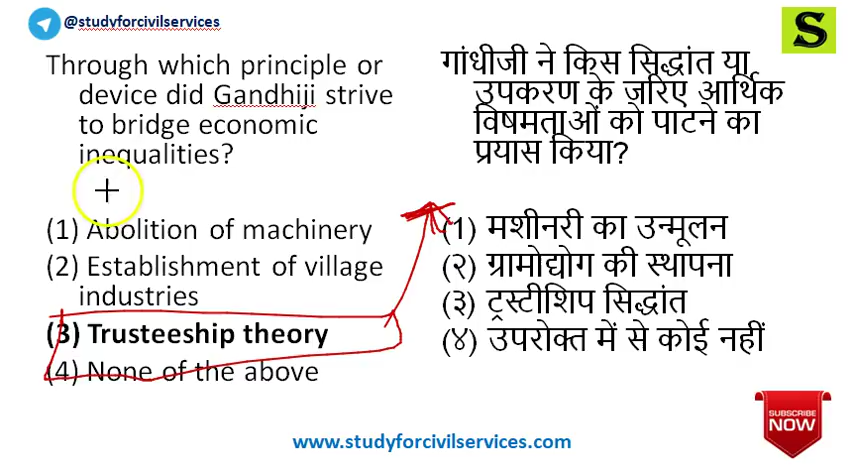 @studyforcivilservices
S
Through which principle or
device did Gandhiji strive
to bridge economic
inequalities?
(1) Abolition of machinery
(2) Establishment of village
industries
(3) Trusteeship theory
(4) None of the above
गांधीजी ने किस सिद्धांत या
उपकरण के जरिए आर्थिक
विषमताओं को पाटने का
प्रयास किया?
(1) मशीनरी का उन्मूलन
(२) ग्रामोद्योग की स्थापना
(३) ट्रस्टीशिप सिद्धांत
(४) उपरोक्त में से कोई नहीं
SUBSCRIBE
NOW
www.studyforcivilservices.com